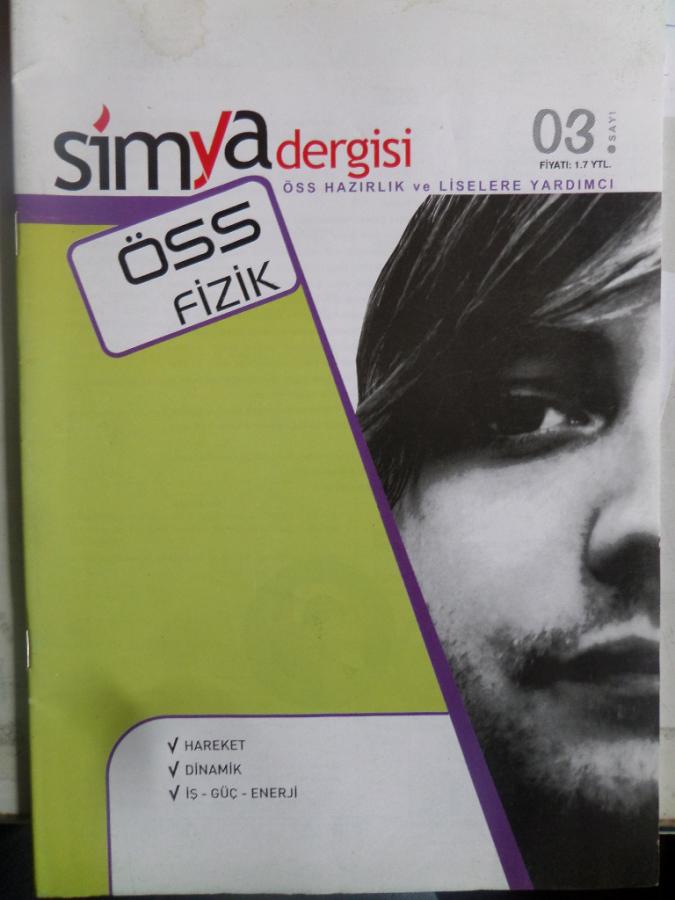 simya dergisi
03. SAYI
FİYATI: 1.7 YTL.
ÖSS HAZIRLIK ve LİSELERE YARDIMCI
ÖSS
FİZİK
√ HAREKET
√ DİNAMİK
√ İŞ - GÜÇ - ENERJİ